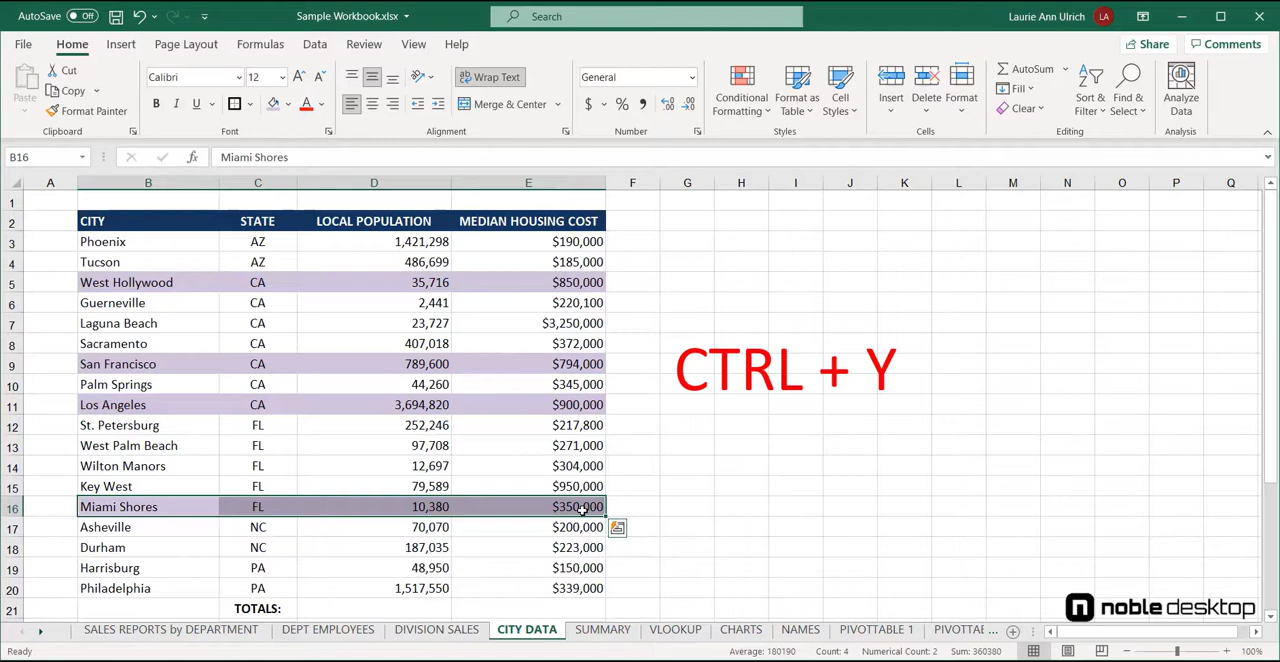 AutoSave Off Sample Workbook.xlsx Search Laurie Ann Ulrich LA
File Home Insert Page Layout Formulas Data Review View Help Share Comments
Paste Cut Copy Format Painter Clipboard
Calibri 12 A A B I U A Font
Wrap Text Merge & Center Alignment
General $ % , Number
Conditional Formatting Format as Table Cell Styles Styles
Insert Delete Format Cells
AutoSum Fill Clear Sort & Filter Find & Select Editing
Analyze Data Analysis
B16 fx Miami Shores
A B C D E F G H I J K L M N O P Q
1
2 CITY STATE LOCAL POPULATION MEDIAN HOUSING COST
3 Phoenix AZ 1,421,298 $190,000
4 Tucson AZ 486,699 $185,000
5 West Hollywood CA 35,716 $850,000
6 Guerneville CA 2,441 $220,100
7 Laguna Beach CA 23,727 $3,250,000
8 Sacramento CA 407,018 $372,000
9 San Francisco CA 789,600 $794,000
10 Palm Springs CA 44,260 $345,000
11 Los Angeles CA 3,694,820 $900,000
12 St. Petersburg FL 252,246 $217,800
13 West Palm Beach FL 97,708 $271,000
14 Wilton Manors FL 12,697 $304,000
15 Key West FL 79,589 $950,000
16 Miami Shores FL 10,380 $350,000
17 Asheville NC 70,070 $200,000
18 Durham NC 187,035 $223,000
19 Harrisburg PA 48,950 $150,000
20 Philadelphia PA 1,517,550 $339,000
21 TOTALS:
CTRL + Y
noble desktop
SALES REPORTS by DEPARTMENT DEPT EMPLOYEES DIVISION SALES CITY DATA SUMMARY VLOOKUP CHARTS NAMES PIVOTTABLE 1 PIVOTTAE ...
Ready Average: 180190 Count: 4 Numerical Count: 2 Sum: 360380 100%